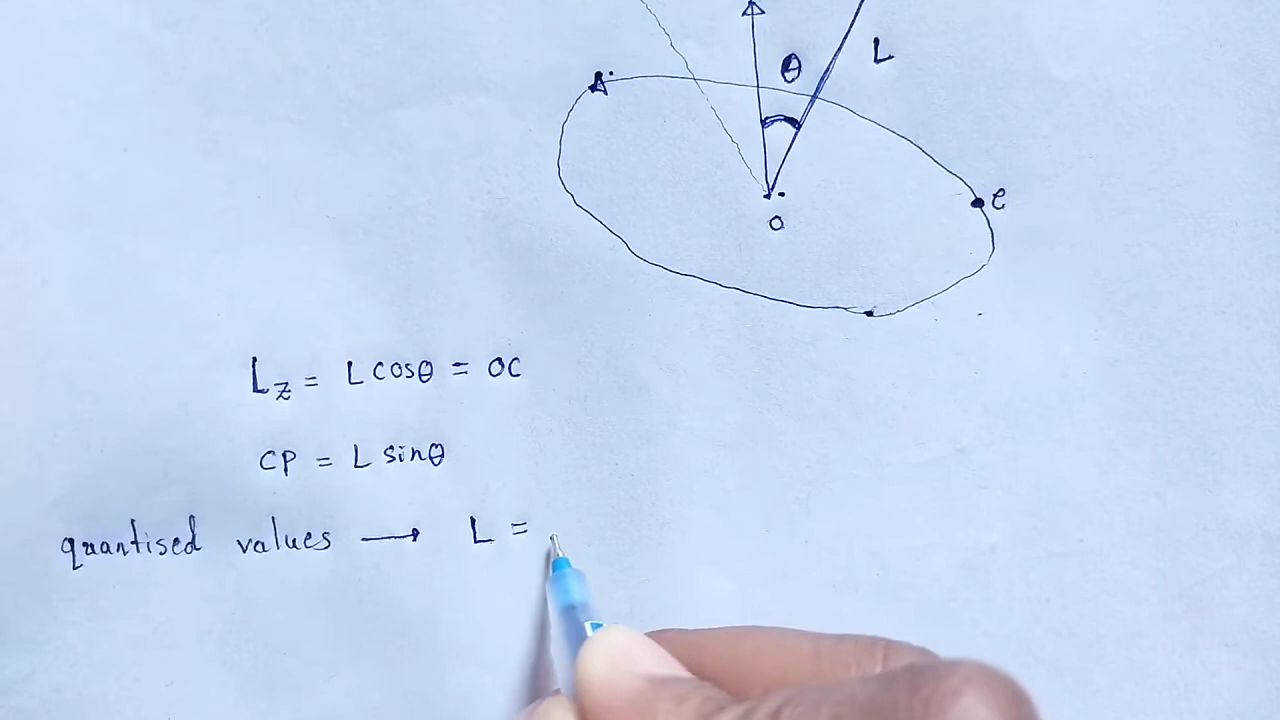 θ L
A
e
O
Lz = L cosθ = OC
CP = L sinθ
quantised values → L =